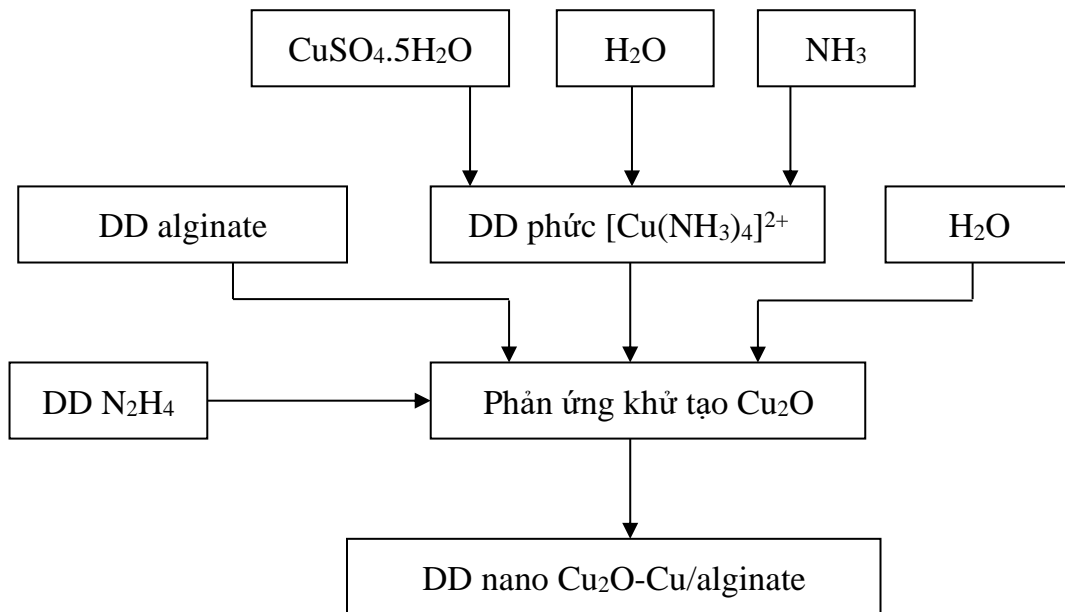 CuSO₄.5H₂O
H₂O
NH₃
DD alginate
DD phức [Cu(NH₃)₄]²⁺
H₂O
DD N₂H₄
Phản ứng khử tạo Cu₂O
DD nano Cu₂O-Cu/alginate